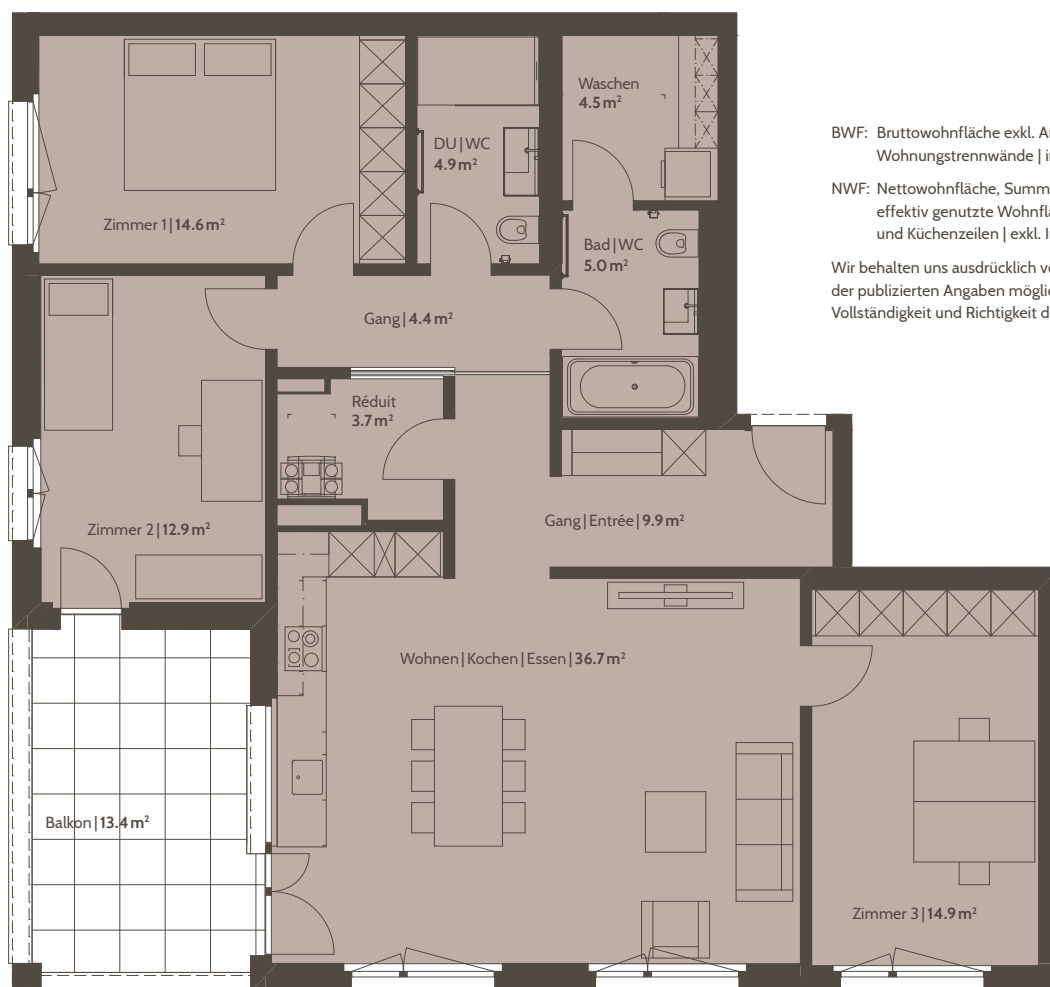 Waschen
4.5 m²
DU|WC
4.9 m²
Zimmer 1|14.6 m²
Bad|WC
5.0 m²
Gang|4.4 m²
Réduit
3.7 m²
Zimmer 2|12.9 m²
Gang|Entrée|9.9 m²
Wohnen|Kochen|Essen|36.7 m²
Balkon|13.4 m²
Zimmer 3|14.9 m²
BWF: Bruttowohnfläche exkl.
Wohnungstrennwände |
NWF: Nettowohnfläche,
effektiv genutzte
und Küchenzeilen | exkl.
Wir behalten uns ausdrücklich
der publizierten Angaben
Vollständigkeit und Richtigkeit